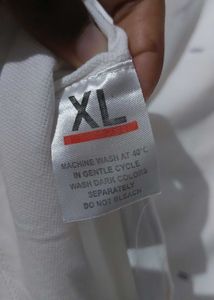 XL
MACHINE WASH AT 40°C
IN GENTLE CYCLE
WASH DARK COLORS
SEPARATELY
DO NOT BLEACH